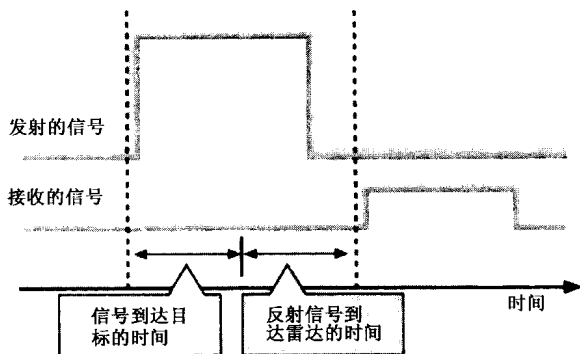 发射的信号
接收的信号
时间
信号到达目
标的时间
反射信号到
达雷达的时间